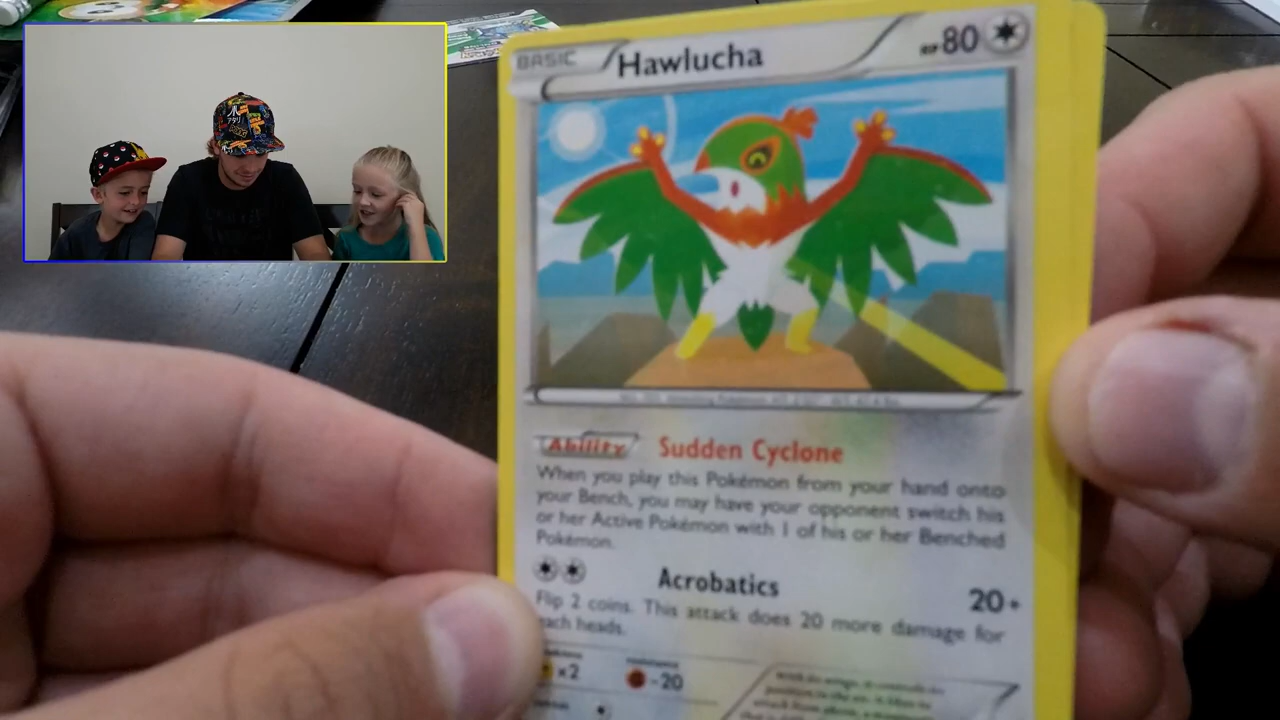 BASIC
Hawlucha
HP80
Ability Sudden Cyclone
When you play this Pokémon from your hand onto
your Bench, you may have your opponent switch his
or her Active Pokémon with 1 of his or her Benched
Pokémon.
Acrobatics 20+
Flip 2 coins. This attack does 20 more damage for
each heads.
x2
-20